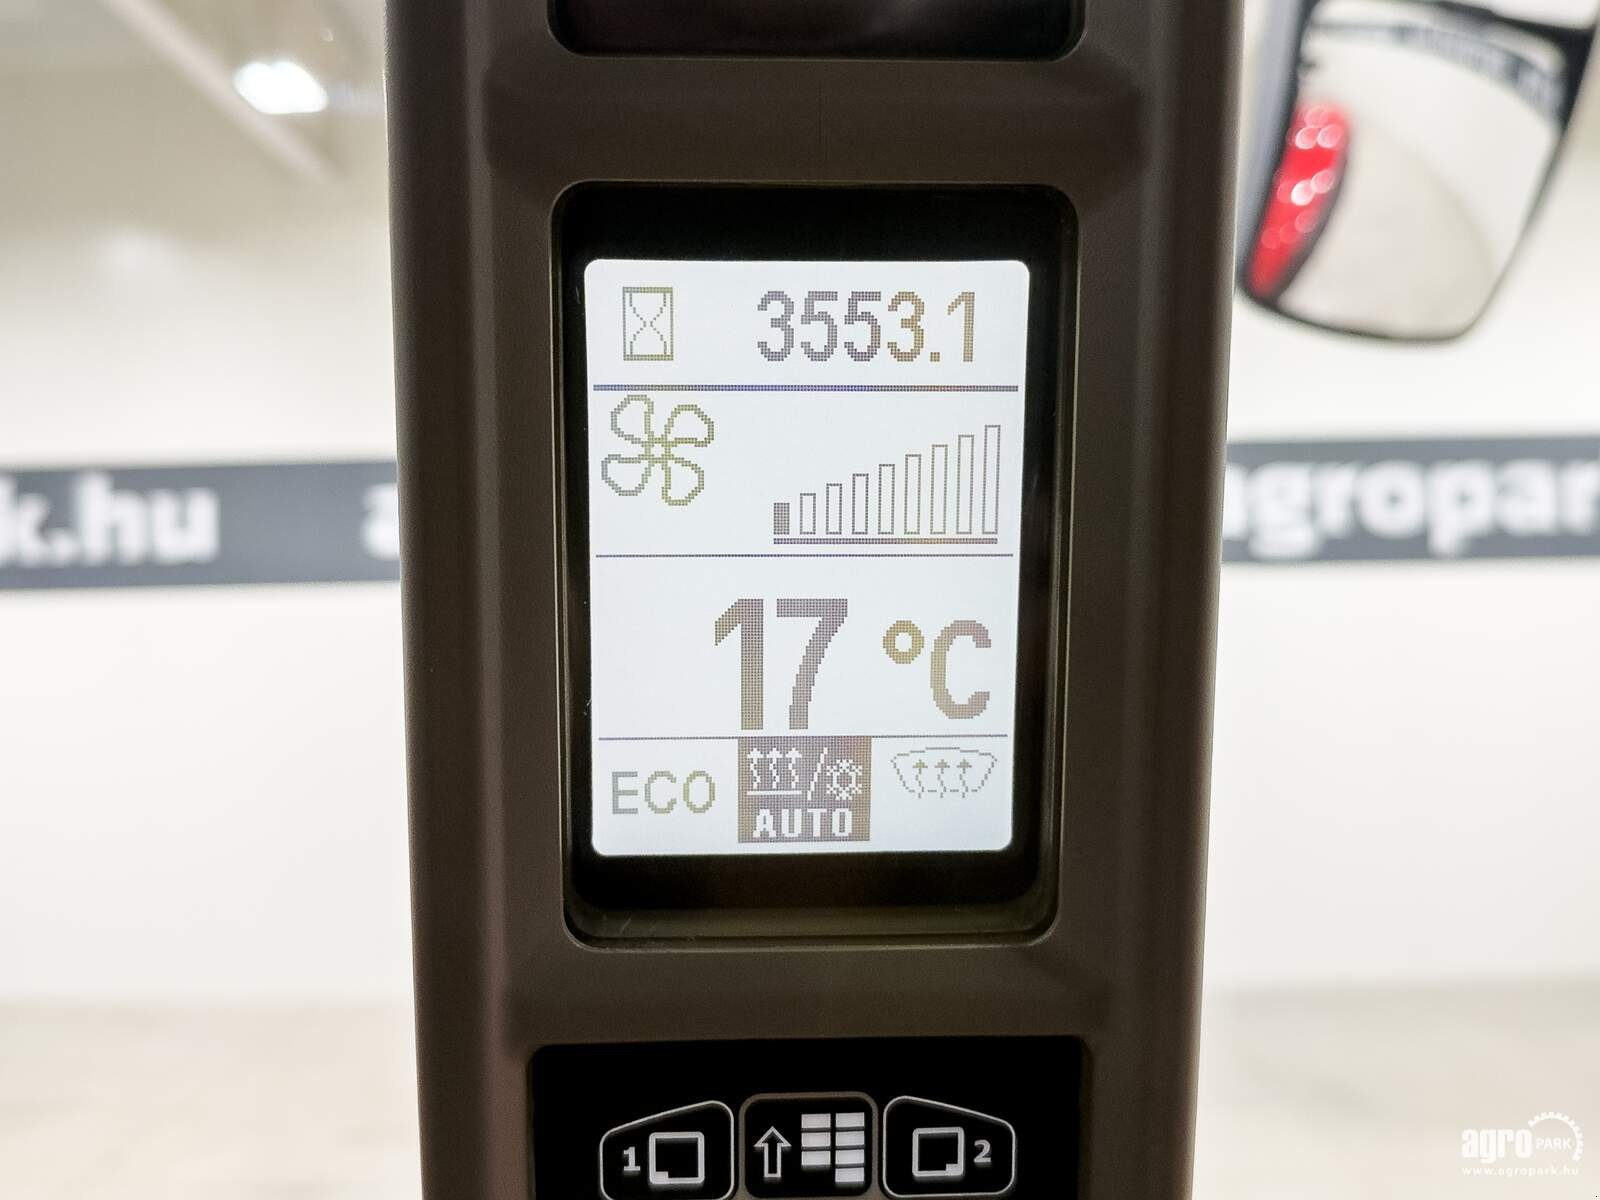 3553.1
k.hu
agropar
17 °C
ECO
AUTO
1
2
agro PARK
www.agropark.hu